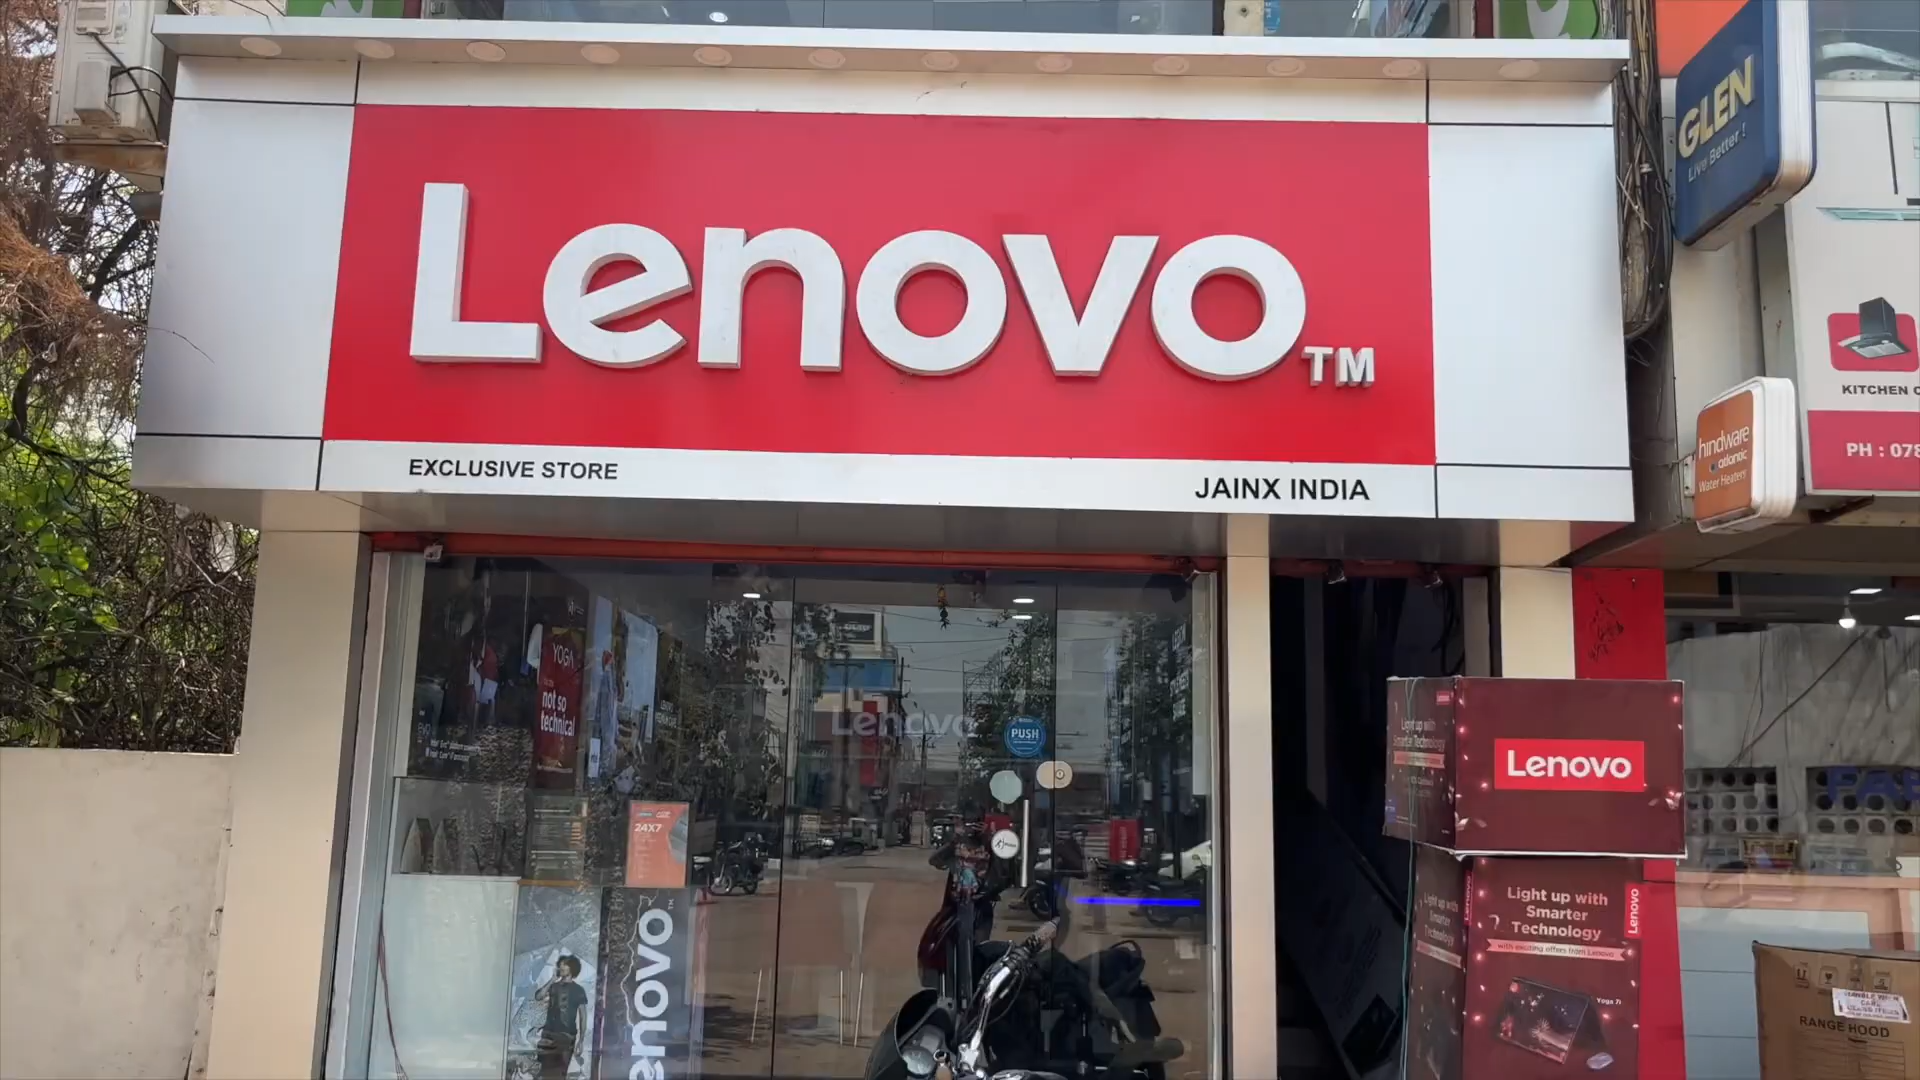 Lenovo
TM
EXCLUSIVE STORE
JAINX INDIA
GLEN
Live Better !
KITCHEN
hindware
atlantic
Water Heaters
PH : 078
YOGA
not so
technical
Lenovo
PUSH
24X7
enovo
Light up with
Smarter Technology
Lenovo
Light up with
Smarter
Technology
with exciting offers from Lenovo
Lenovo
Yoga 7i
RANGE HOOD